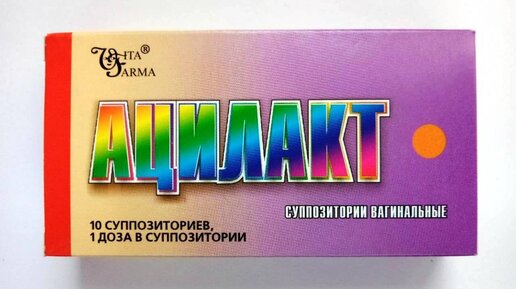 VITA®
FARMA
АЦИЛАКТ
СУППОЗИТОРИИ ВАГИНАЛЬНЫЕ
10 СУППОЗИТОРИЕВ,
1 ДОЗА В СУППОЗИТОРИИ